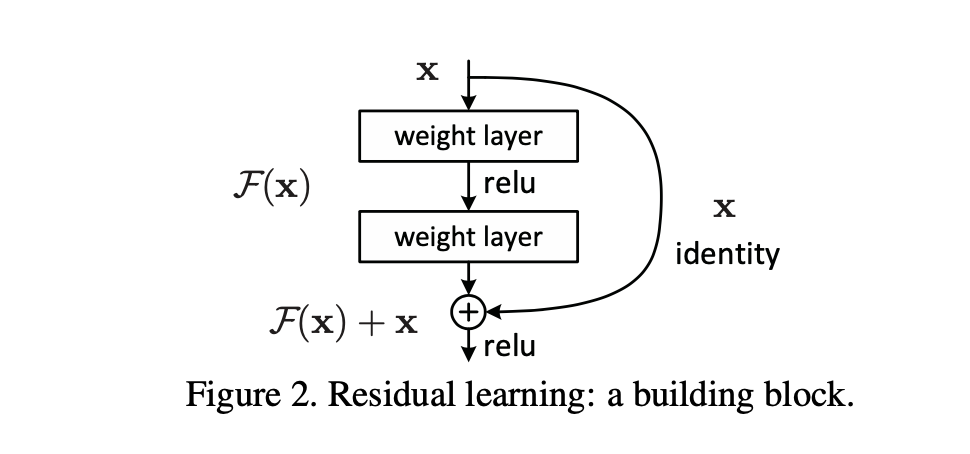 x
weight layer
relu
F(x)
weight layer
x
identity
F(x) + x
relu
Figure 2. Residual learning: a building block.